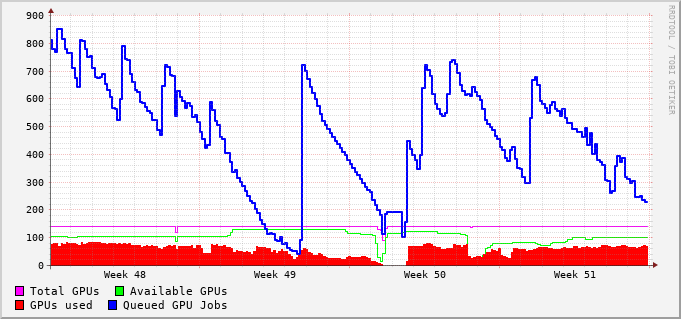 900
800
700
600
500
400
300
200
100
0
Week 48 Week 49 Week 50 Week 51
Total GPUs Available GPUs
GPUs used Queued GPU Jobs
RRDTOOL / TOBI OETIKER